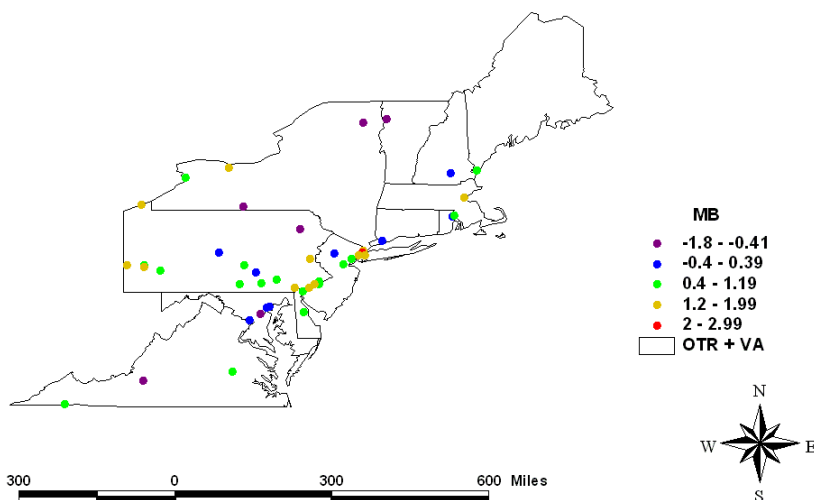 MB
-1.8 - -0.41
-0.4 - 0.39
0.4 - 1.19
1.2 - 1.99
2 - 2.99
OTR + VA
N
W E
S
300 0 300 600 Miles